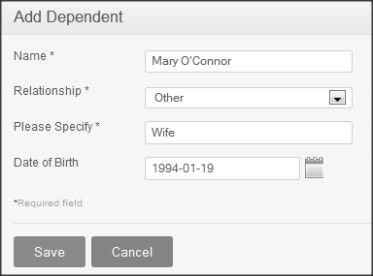 Add Dependent
Name * Mary O'Connor
Relationship * Other
Please Specify * Wife
Date of Birth 1994-01-19
*Required field
Save Cancel